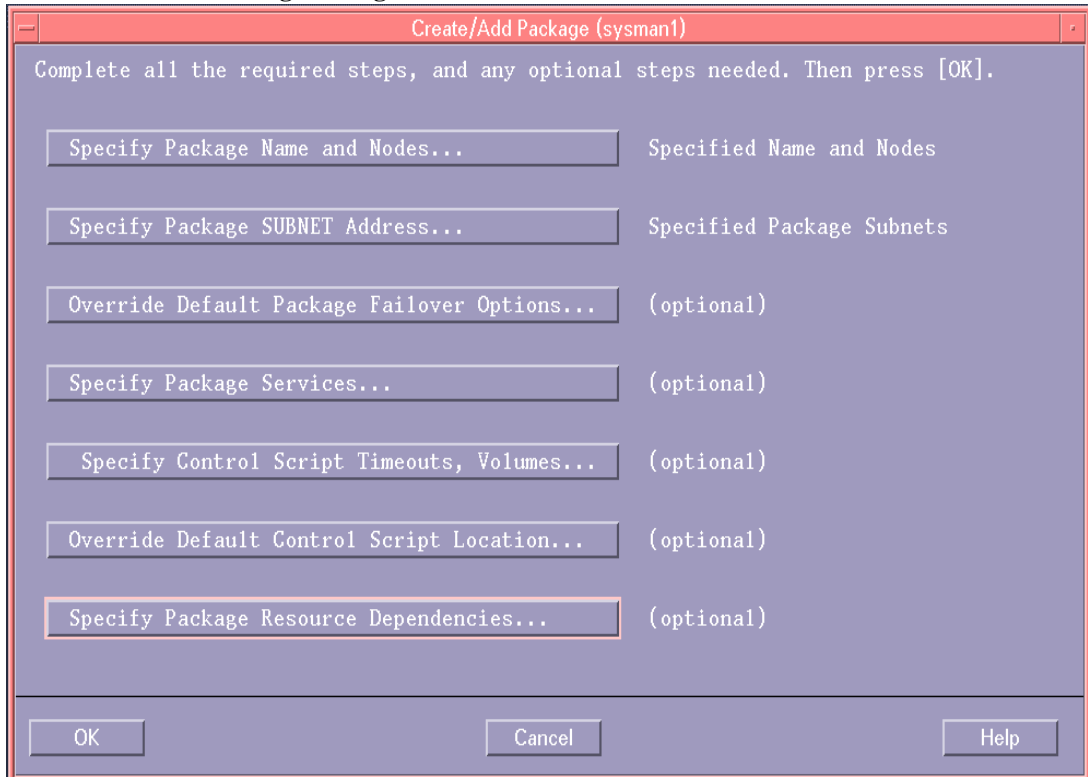 Create/Add Package (sysman1)
Complete all the required steps, and any optional steps needed. Then press [OK].
Specify Package Name and Nodes... Specified Name and Nodes
Specify Package SUBNET Address... Specified Package Subnets
Override Default Package Failover Options... (optional)
Specify Package Services... (optional)
Specify Control Script Timeouts, Volumes... (optional)
Override Default Control Script Location... (optional)
Specify Package Resource Dependencies... (optional)
OK Cancel Help